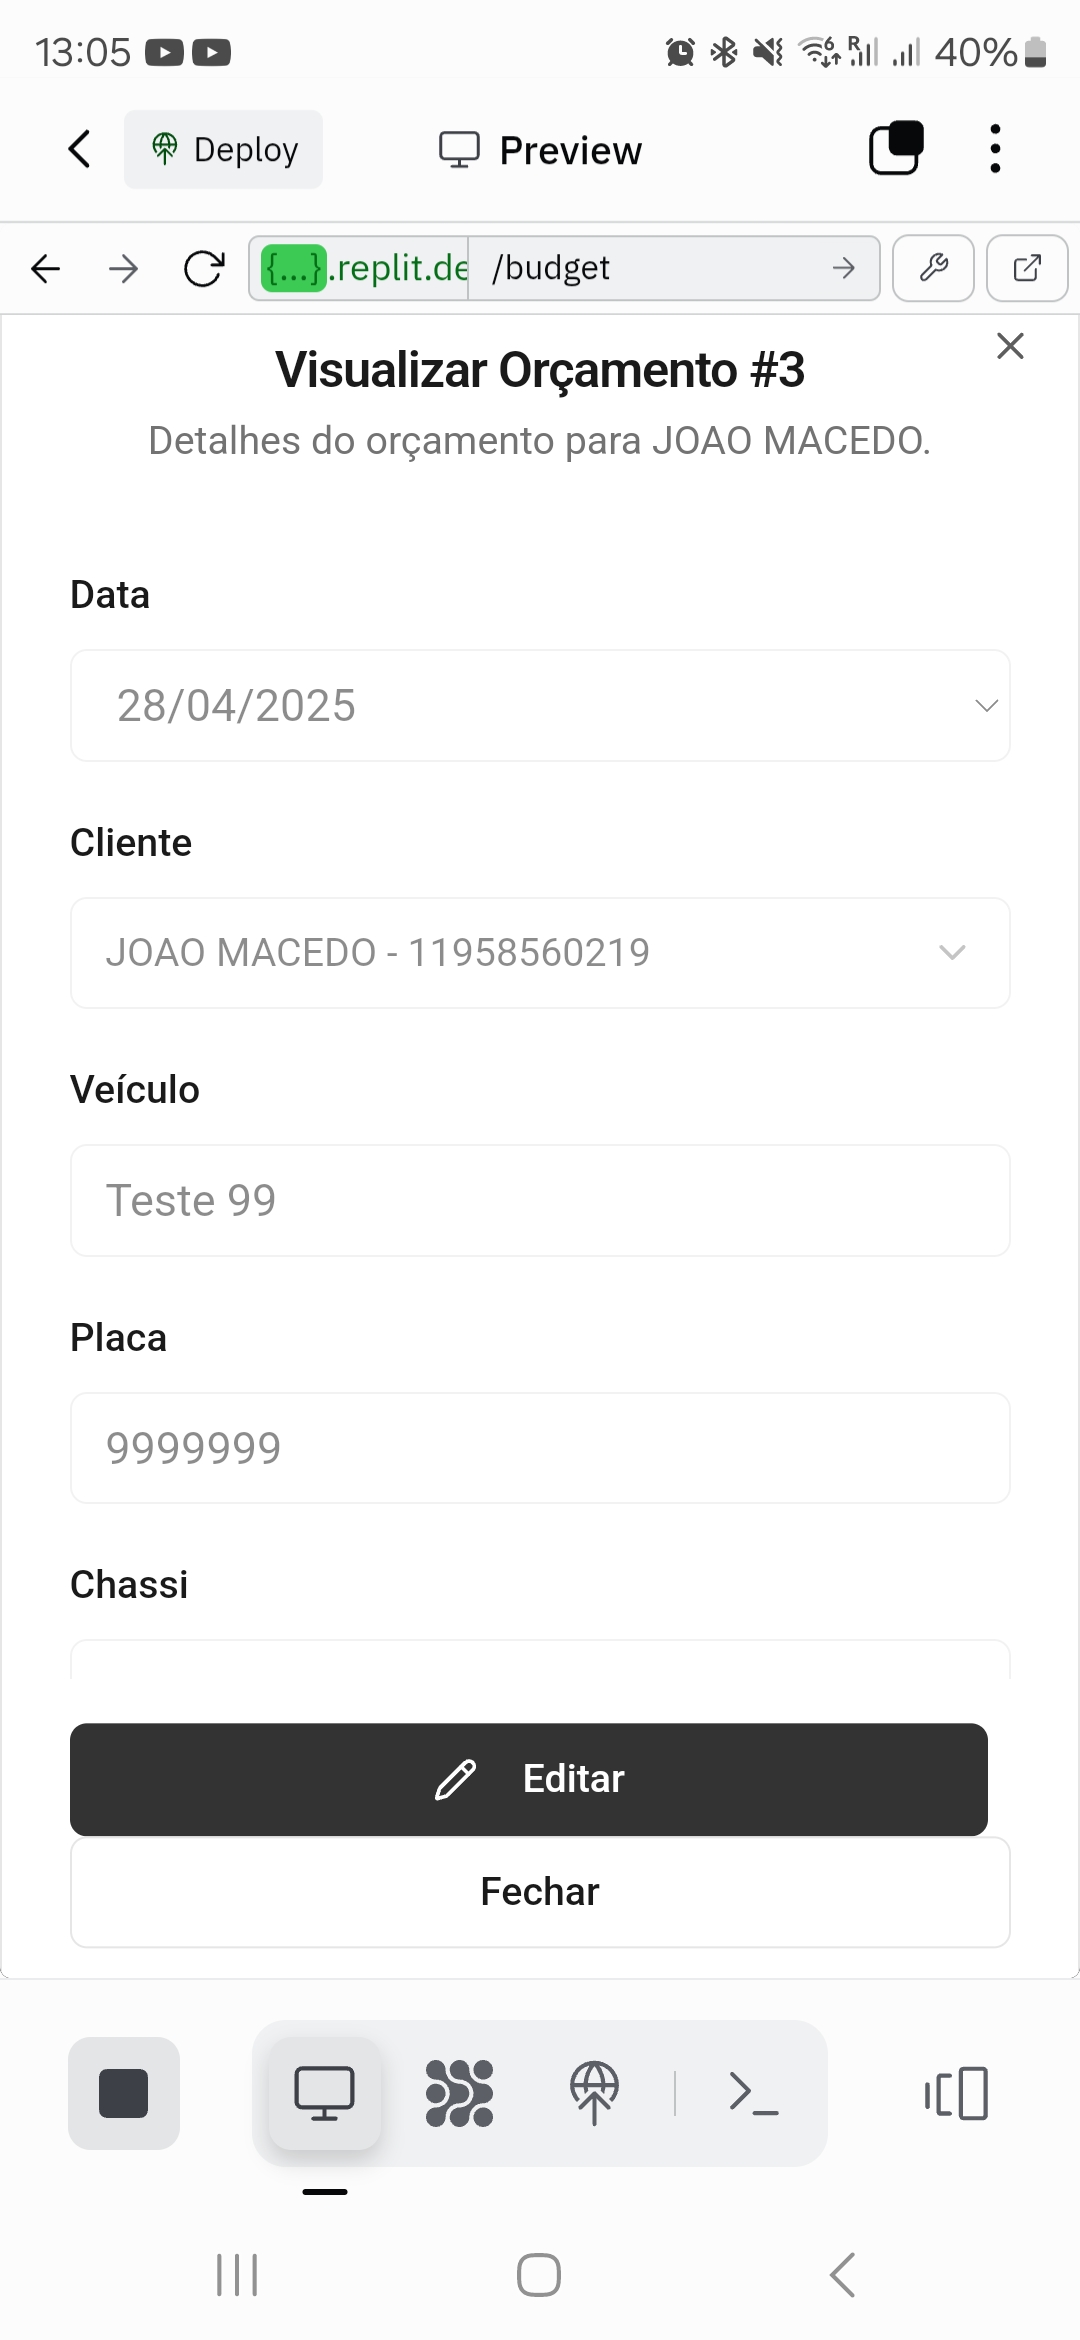 13:05
40%
Deploy
Preview
{...}.replit.de
/budget
Visualizar Orçamento #3
Detalhes do orçamento para JOAO MACEDO.
Data
28/04/2025
Cliente
JOAO MACEDO - 11958560219
Veículo
Teste 99
Placa
9999999
Chassi
Editar
Fechar